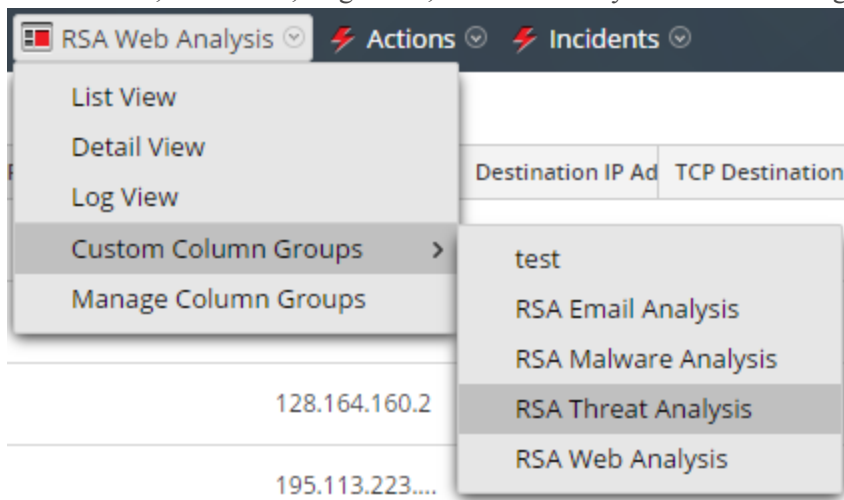 RSA Web Analysis Actions Incidents
List View
Detail View
Log View
Custom Column Groups
Manage Column Groups
Destination IP Ad TCP Destination
test
RSA Email Analysis
RSA Malware Analysis
RSA Threat Analysis
RSA Web Analysis
128.164.160.2
195.113.223....